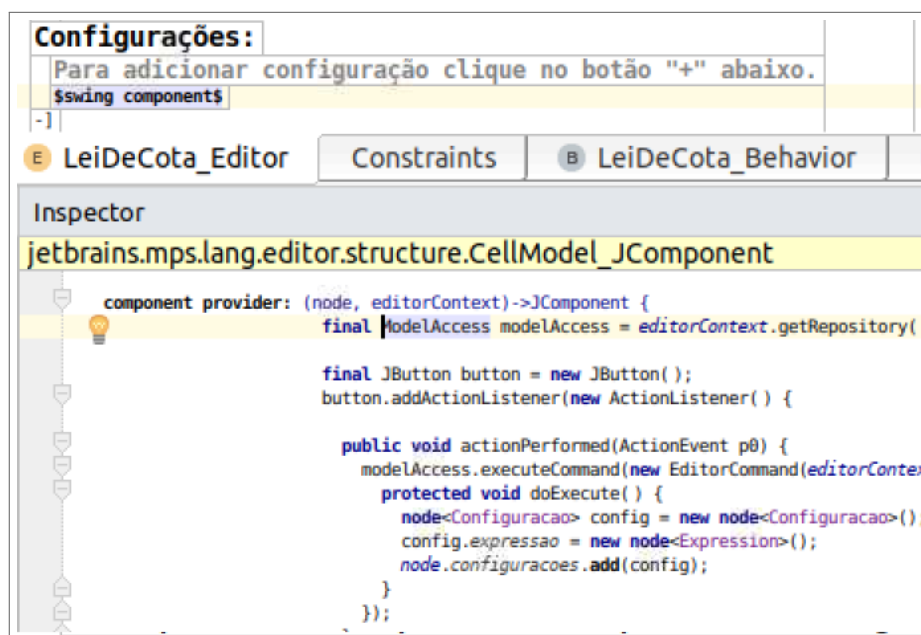 Configurações:
Para adicionar configuração clique no botão "+" abaixo.
$swing component$
-]
E LeiDeCota_Editor Constraints B LeiDeCota_Behavior
Inspector
jetbrains.mps.lang.editor.structure.CellModel_JComponent
component provider: (node, editorContext)->JComponent {
final ModelAccess modelAccess = editorContext.getRepository(
final JButton button = new JButton();
button.addActionListener(new ActionListener() {
public void actionPerformed(ActionEvent p0) {
modelAccess.executeCommand(new EditorCommand(editorContex
protected void doExecute() {
node<Configuracao> config = new node<Configuracao>();
config.expressao = new node<Expression>();
node.configuracoes.add(config);
}
});